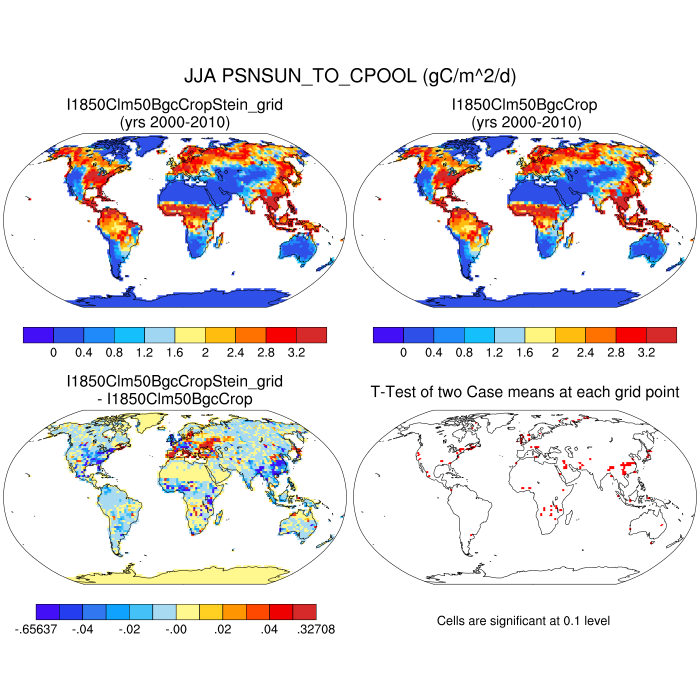 JJA PSNSUN_TO_CPOOL (gC/m^2/d)
I1850Clm50BgcCropStein_grid
(yrs 2000-2010)
I1850Clm50BgcCrop
(yrs 2000-2010)
0 0.4 0.8 1.2 1.6 2 2.4 2.8 3.2
0 0.4 0.8 1.2 1.6 2 2.4 2.8 3.2
I1850Clm50BgcCropStein_grid
- I1850Clm50BgcCrop
T-Test of two Case means at each grid point
-.65637 -.04 -.02 -.00 .02 .04 .32708
Cells are significant at 0.1 level